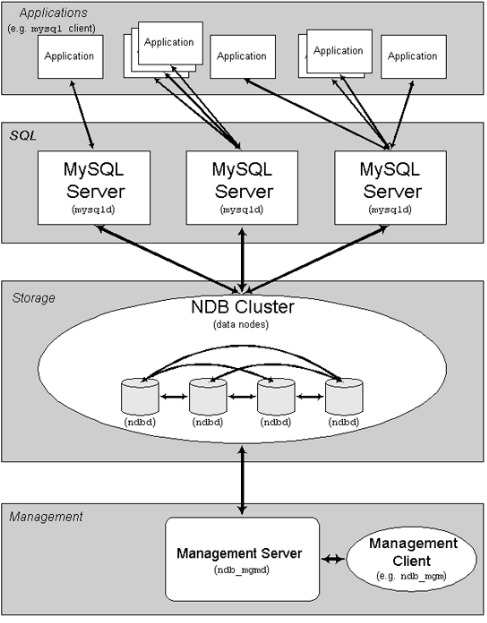 Applications
(e.g. mysql client)
Application
Application
Application
Application
Application
SQL
MySQL
Server
(mysqld)
MySQL
Server
(mysqld)
MySQL
Server
(mysqld)
Storage
NDB Cluster
(data nodes)
(ndbd)
(ndbd)
(ndbd)
(ndbd)
Management
Management Server
(ndb_mgmd)
Management
Client
(e.g. ndb_mgm)